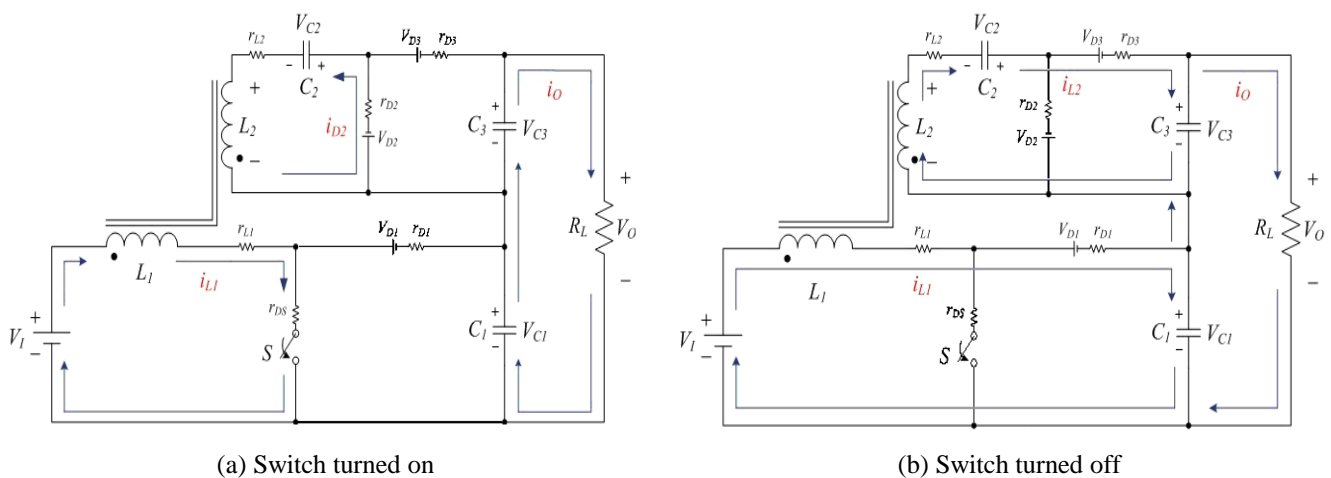 V_C2
r_L2
- +
C_2
V_D3 r_D3
+
L_2
-
i_D2
r_D2
V_D2
+
C_3 V_C3
-
i_O
+
R_L V_O
-
r_L1
L_1
i_L1
V_D1 r_D1
r_DS
S
+
V_I
-
+
C_1 V_C1
-
(a) Switch turned on
V_C2
r_L2
- +
C_2
V_D3 r_D3
+
L_2
-
i_L2
r_D2
V_D2
+
C_3 V_C3
-
i_O
+
R_L V_O
-
r_L1
L_1
i_L1
V_D1 r_D1
r_DS
S
+
V_I
-
+
C_1 V_C1
-
(b) Switch turned off